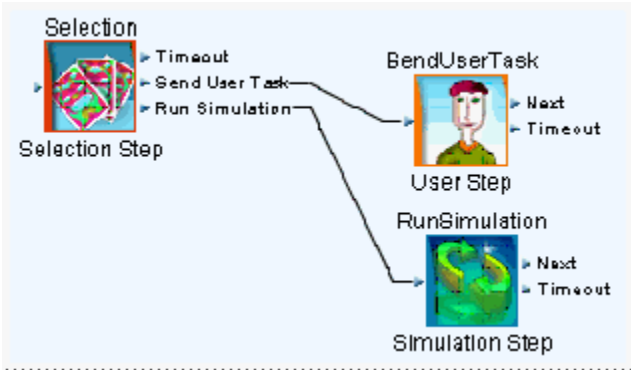 Selection
Timeout
Send User Task
Run Simulation
Selection Step
BendUserTask
Next
Timeout
User Step
RunSimulation
Next
Timeout
Simulation Step